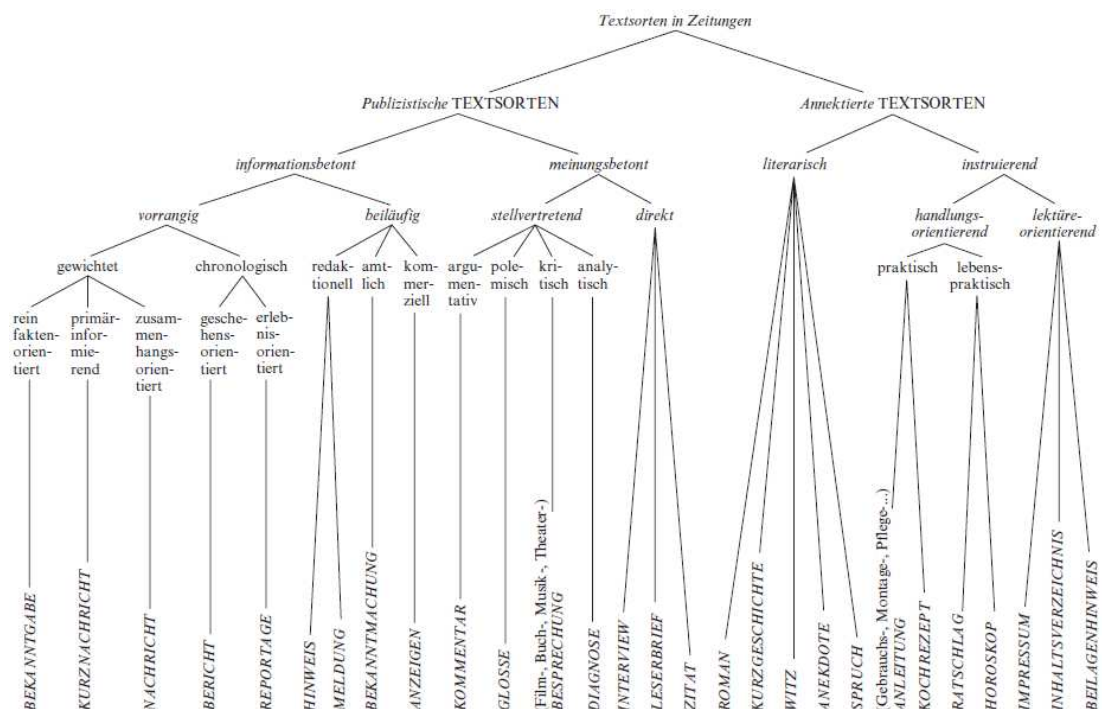 Textsorten in Zeitungen
Publizistische TEXTSORTEN
Annektierte TEXTSORTEN
informationsbetont
meinungsbetont
literarisch
instruierend
vorrangig
beiläufig
stellvertretend
direkt
handlungs-
orientierend
lektüre-
orientierend
gewichtet
chronologisch
redak-
tionell
amt-
lich
kom-
mer-
ziell
argu-
men-
tativ
pole-
misch
kri-
tisch
analy-
tisch
praktisch
lebens-
praktisch
rein
fakten-
orien-
tiert
primär-
infor-
mie-
rend
zusam-
men-
hangs-
orien-
tiert
gesche-
hens-
orien-
tiert
erleb-
nis-
orien-
tiert
BEKANNTGABE
KURZNACHRICHT
NACHRICHT
BERICHT
REPORTAGE
HINWEIS
MELDUNG
BEKANNTMACHUNG
ANZEIGEN
KOMMENTAR
GLOSSE
(Film-, Buch-, Musik-, Theater-)
BESPRECHUNG
DIAGNOSE
INTERVIEW
LESERBRIEF
ZITAT
ROMAN
KURZGESCHICHTE
WITZ
ANEKDOTE
SPRUCH
(Gebrauchs-, Montage-, Pflege-...)
ANLEITUNG
KOCHREZEPT
RATSCHLAG
HOROSKOP
IMPRESSUM
INHALTSVERZEICHNIS
BEILAGENHINWEIS